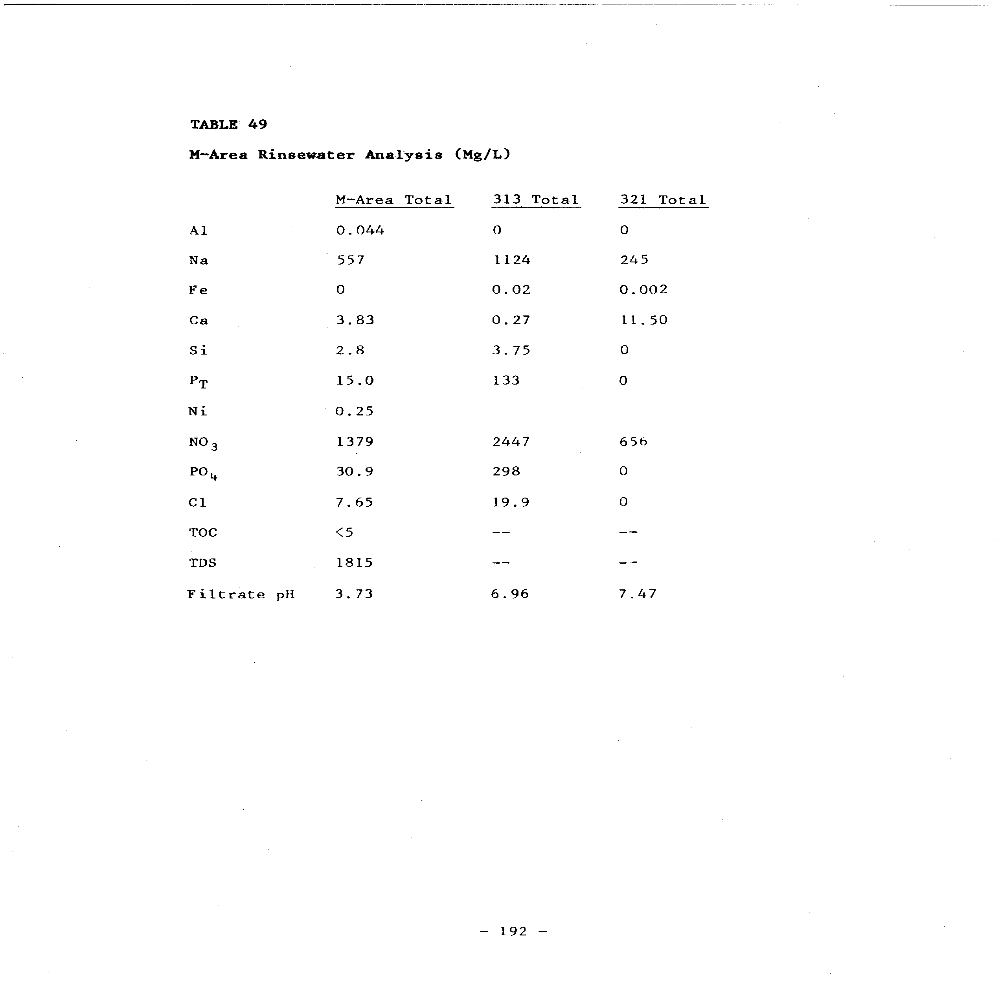 TABLE 49
M-Area Rinsewater Analysis (Mg/L)
M-Area Total 313 Total 321 Total
Al 0.044 0 0
Na 557 1124 245
Fe 0 0.02 0.002
Ca 3.83 0.27 11.50
Si 2.8 3.75 0
PT 15.0 133 0
Ni 0.25
NO3 1379 2447 656
PO4 30.9 298 0
Cl 7.65 19.9 0
TOC <5 -- --
TDS 1815 -- --
Filtrate pH 3.73 6.96 7.47
- 192 -